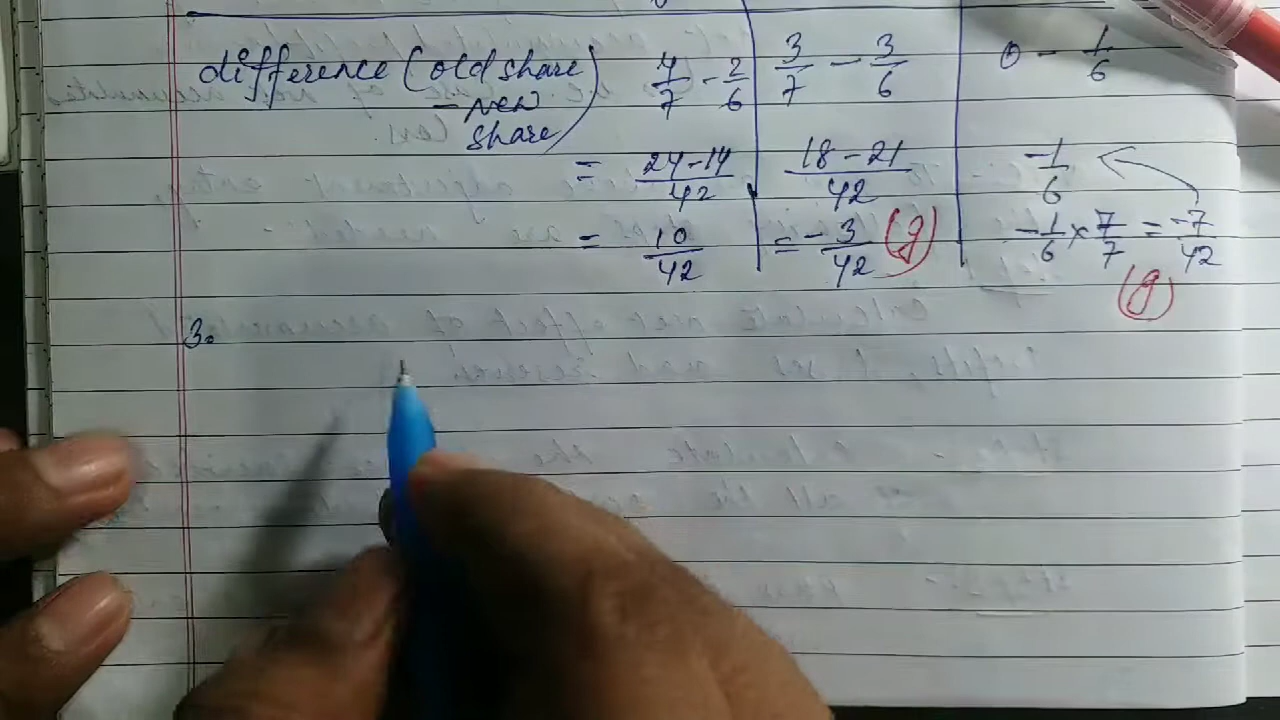 difference (old share 4/7 - 2/6 3/7 - 3/6 0 - 1/6
- new
share)
= 24-14/42 18-21/42 -1/6
= 10/42 = -3/42 (g) -1/6 × 7/7 = -7/42
(g)
3.